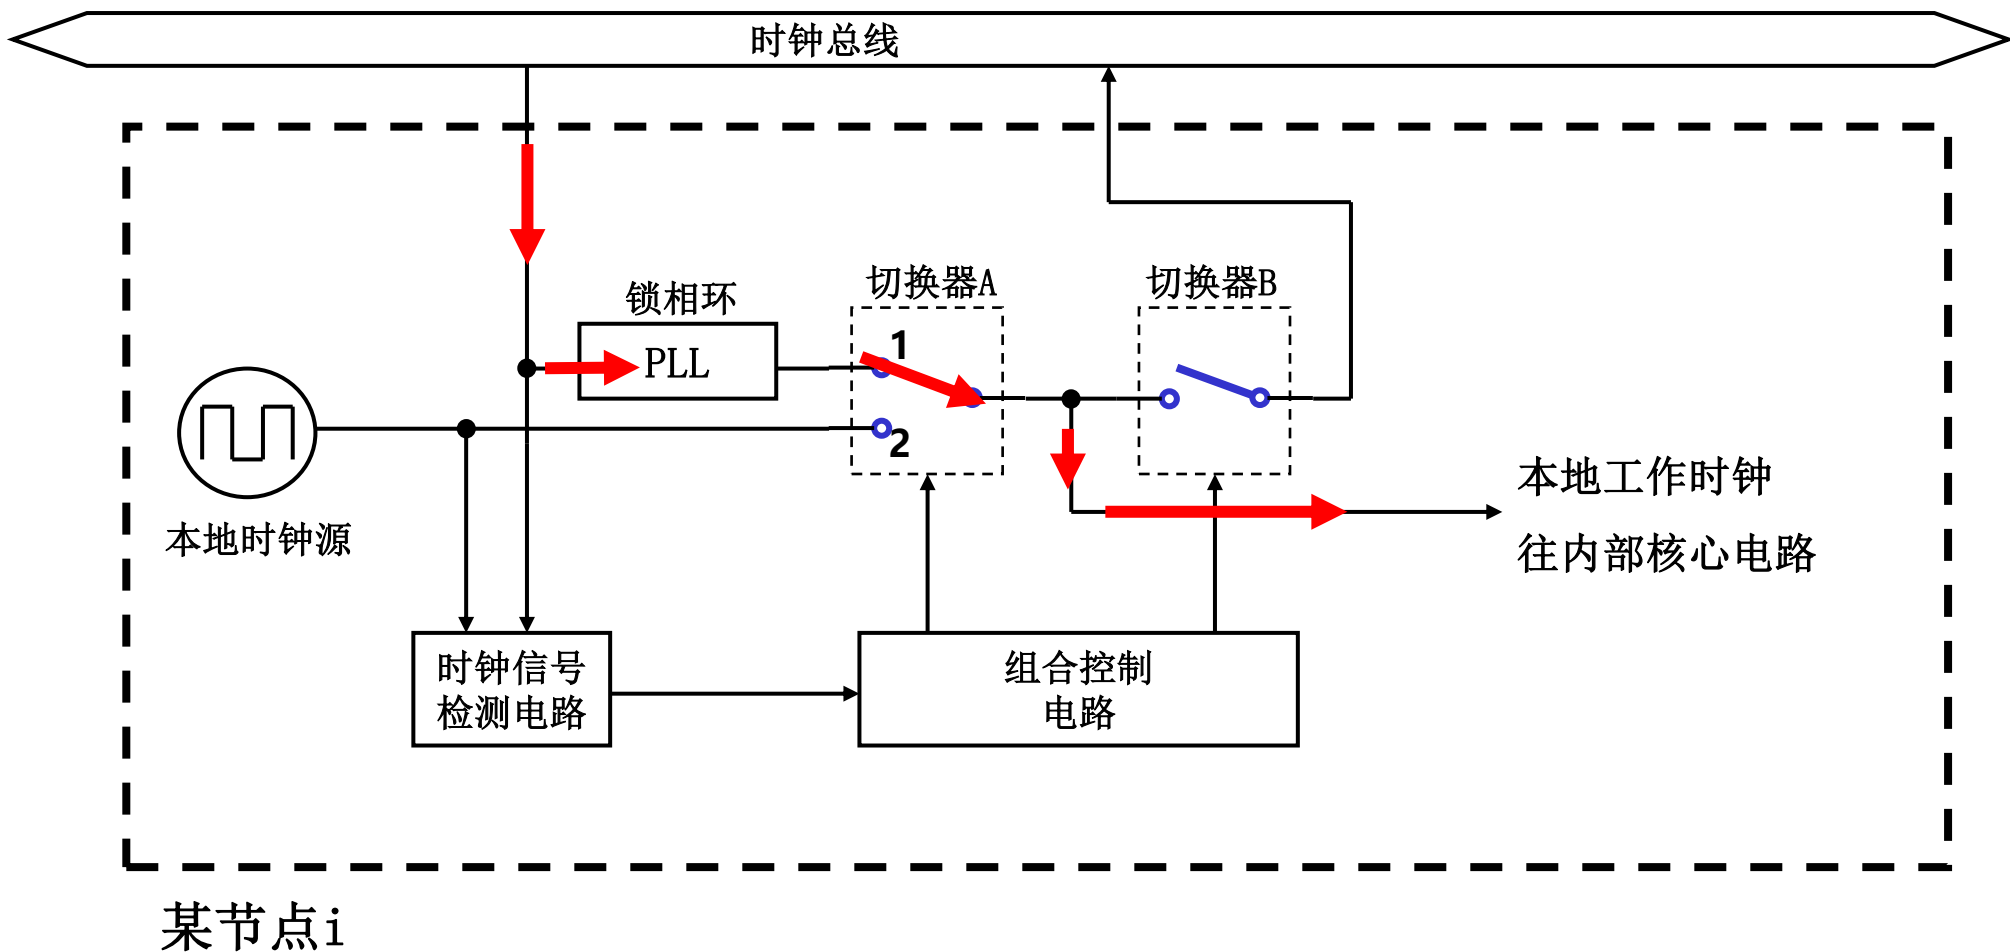 时钟总线
切换器A
切换器B
锁相环
PLL
1
2
本地时钟源
本地工作时钟
往内部核心电路
时钟信号
检测电路
组合控制
电路
某节点i